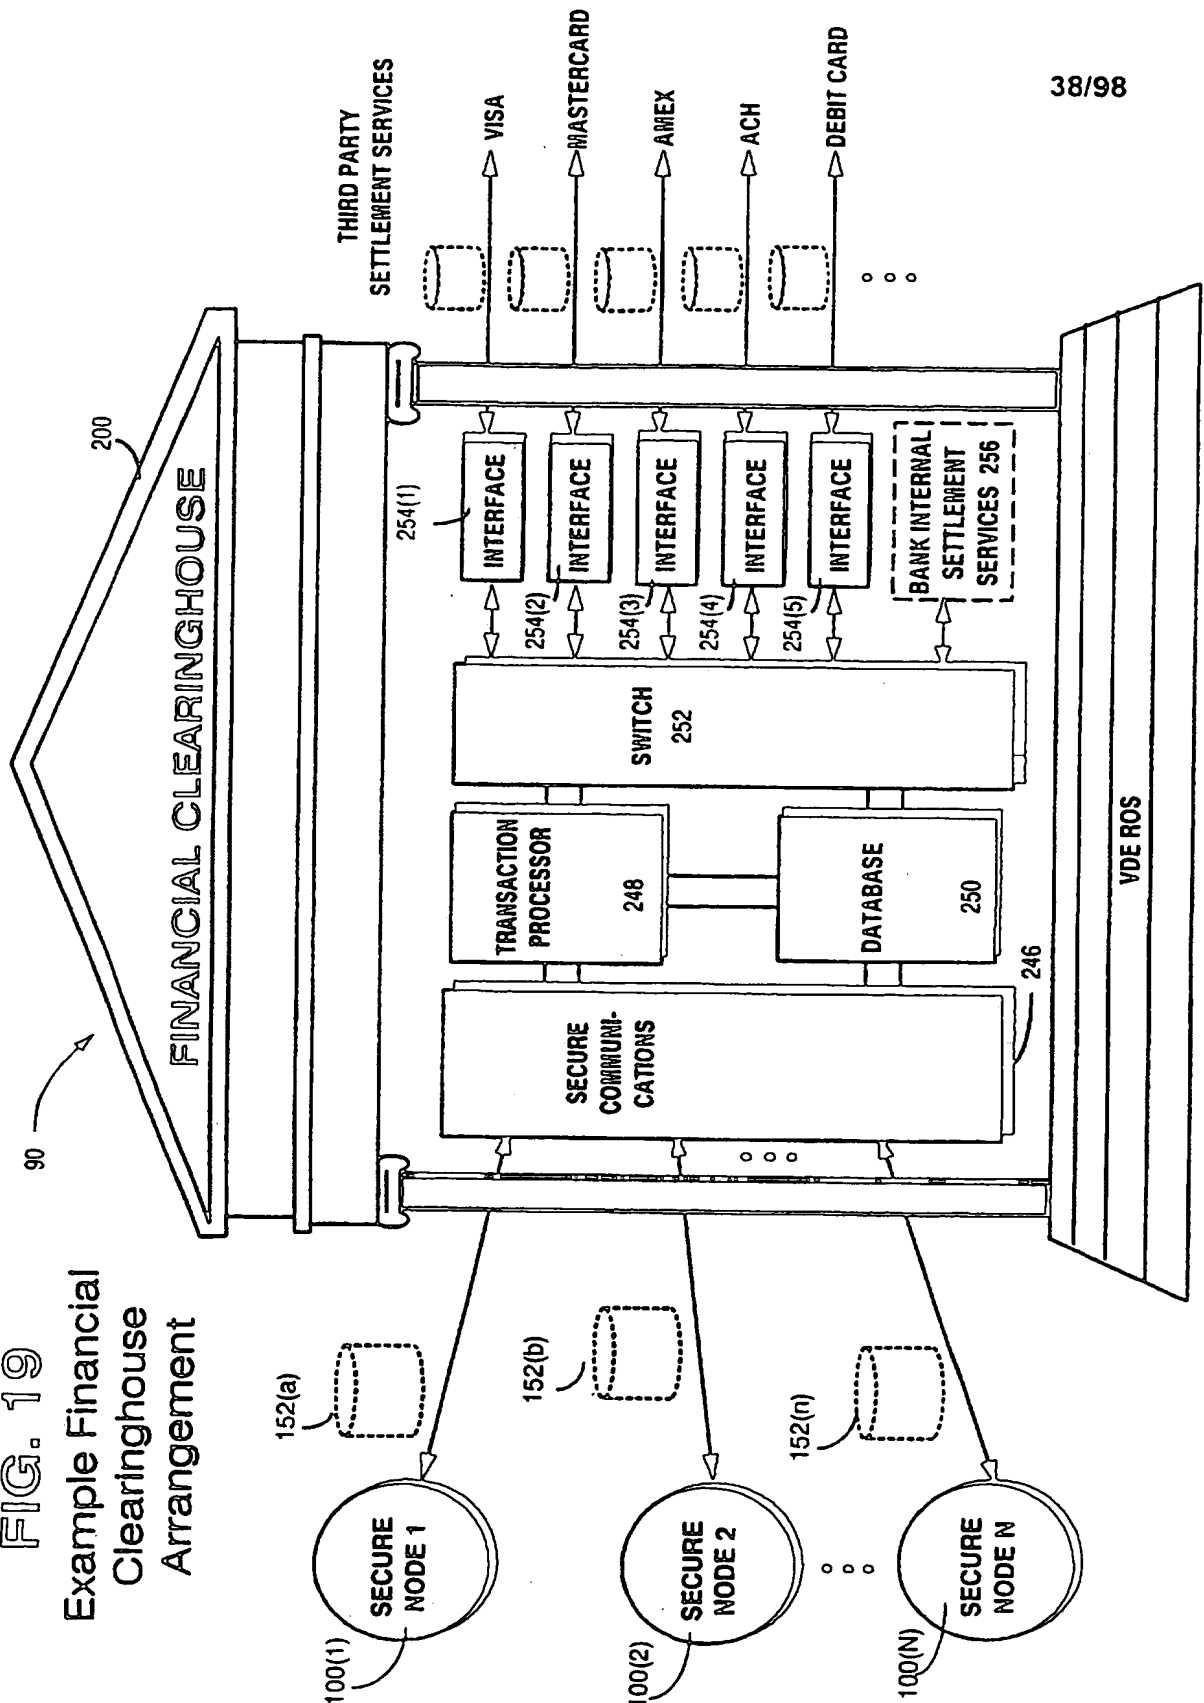 38/98
FIG. 19
Example Financial
Clearinghouse
Arrangement
90
200
FINANCIAL CLEARINGHOUSE
THIRD PARTY
SETTLEMENT SERVICES
100(1)
SECURE
NODE 1
152(a)
100(2)
SECURE
NODE 2
152(b)
100(N)
SECURE
NODE N
152(n)
SECURE
COMMUNI-
CATIONS
246
TRANSACTION
PROCESSOR
248
DATABASE
250
SWITCH
252
254(1)
INTERFACE
VISA
254(2)
INTERFACE
MASTERCARD
254(3)
INTERFACE
AMEX
254(4)
INTERFACE
ACH
254(5)
INTERFACE
DEBIT CARD
BANK INTERNAL
SETTLEMENT
SERVICES 256
VDE ROS